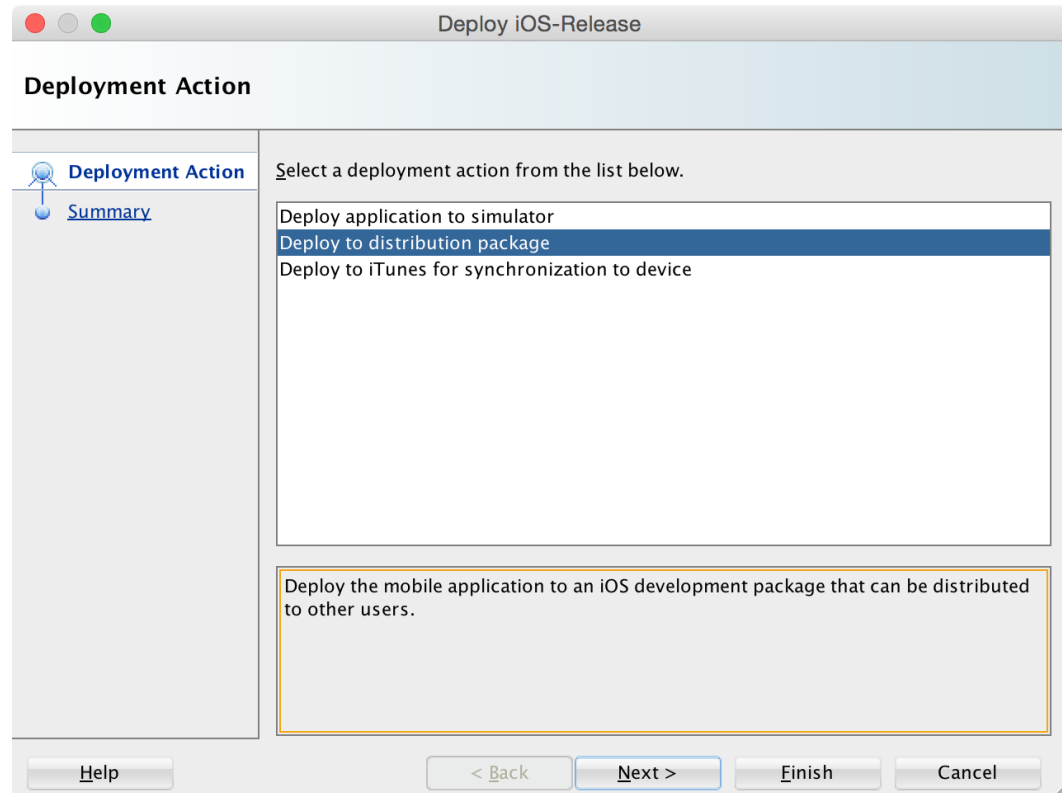 Deploy iOS-Release
Deployment Action
Deployment Action
Summary
Select a deployment action from the list below.
Deploy application to simulator
Deploy to distribution package
Deploy to iTunes for synchronization to device
Deploy the mobile application to an iOS development package that can be distributed
to other users.
Help
< Back
Next >
Finish
Cancel